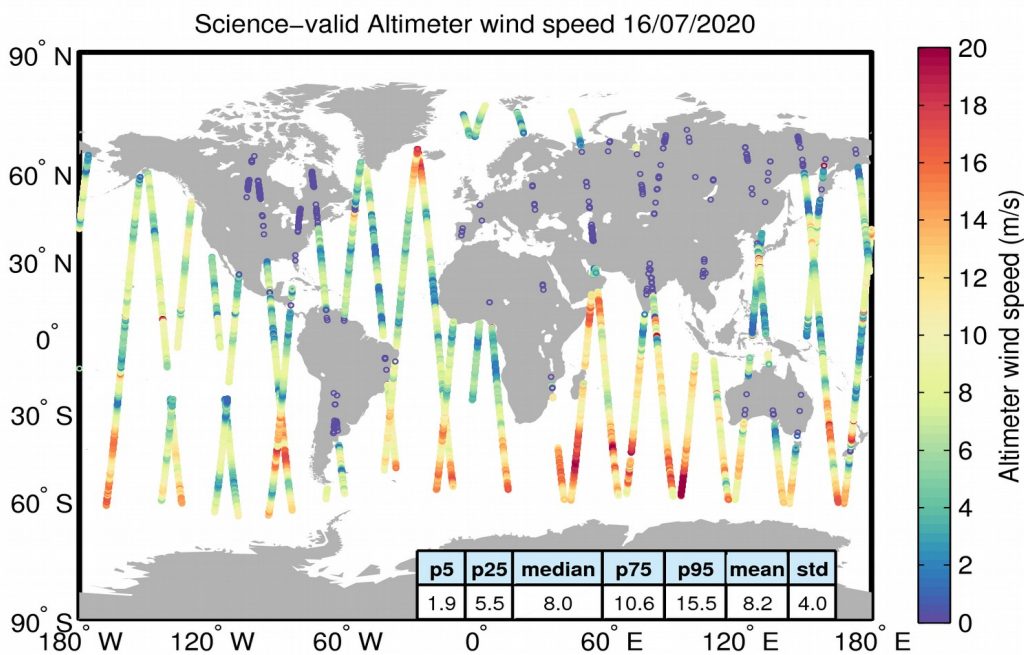 Science−valid Altimeter wind speed 16/07/2020
90° N
60° N
30° N
0°
30° S
60° S
90° S
180° W
120° W
60° W
0°
60° E
120° E
180° E
p5 p25 median p75 p95 mean std
1.9 5.5 8.0 10.6 15.5 8.2 4.0
20
18
16
14
12
10
8
6
4
2
0
Altimeter wind speed (m/s)